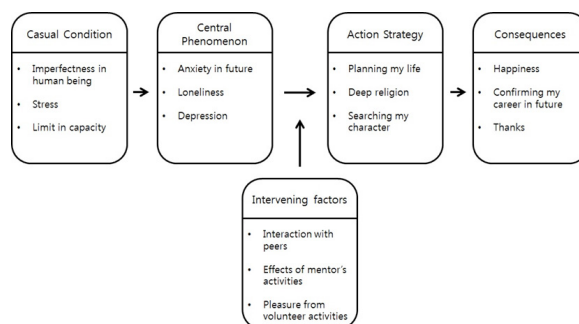 Casual Condition
Imperfectness in
human being
Stress
Limit in capacity
Central
Phenomenon
Anxiety in future
Loneliness
Depression
Action Strategy
Planning my life
Deep religion
Searching my
character
Consequences
Happiness
Confirming my
career in future
Thanks
Intervening factors
Interaction with
peers
Effects of mentor's
activities
Pleasure from
volunteer activities